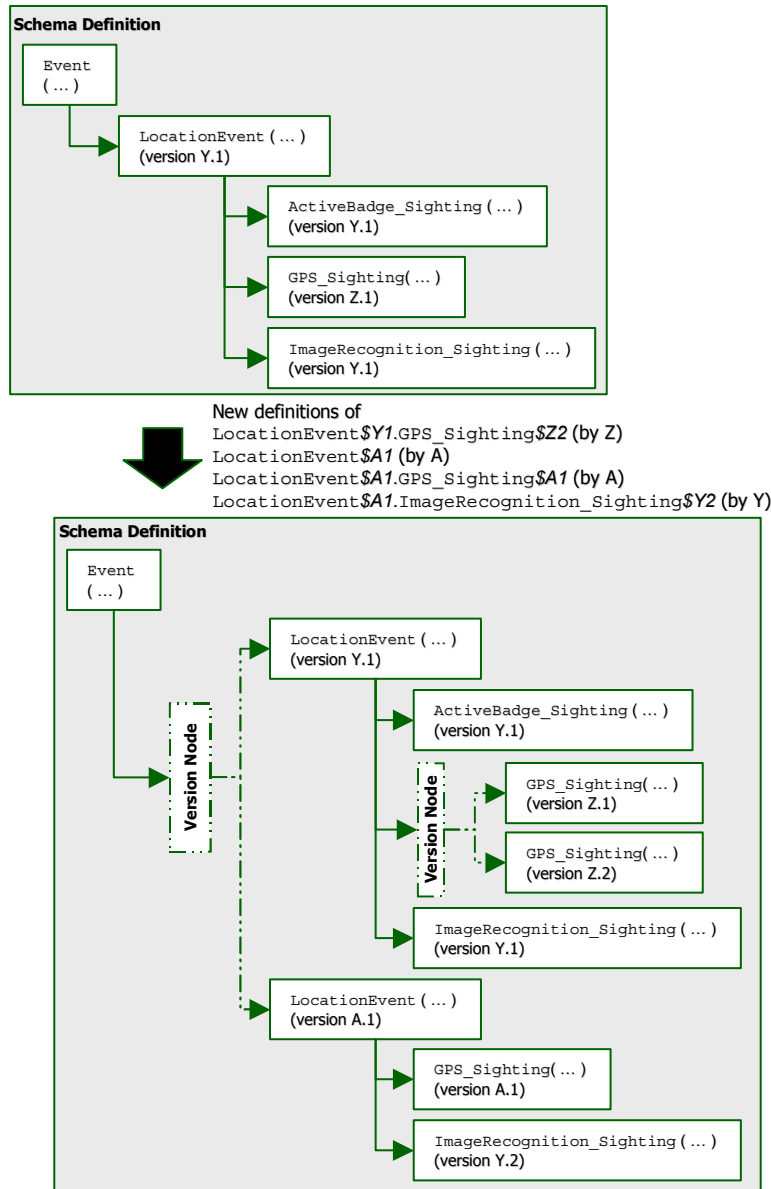 Schema Definition
Event
(...)
LocationEvent(...)
(version Y.1)
ActiveBadge_Sighting(...)
(version Y.1)
GPS_Sighting(...)
(version Z.1)
ImageRecognition_Sighting(...)
(version Y.1)
New definitions of
LocationEvent$Y1.GPS_Sighting$Z2 (by Z)
LocationEvent$A1 (by A)
LocationEvent$A1.GPS_Sighting$A1 (by A)
LocationEvent$A1.ImageRecognition_Sighting$Y2 (by Y)
Schema Definition
Event
(...)
Version Node
LocationEvent(...)
(version Y.1)
ActiveBadge_Sighting(...)
(version Y.1)
Version Node
GPS_Sighting(...)
(version Z.1)
GPS_Sighting(...)
(version Z.2)
ImageRecognition_Sighting(...)
(version Y.1)
LocationEvent(...)
(version A.1)
GPS_Sighting(...)
(version A.1)
ImageRecognition_Sighting(...)
(version Y.2)